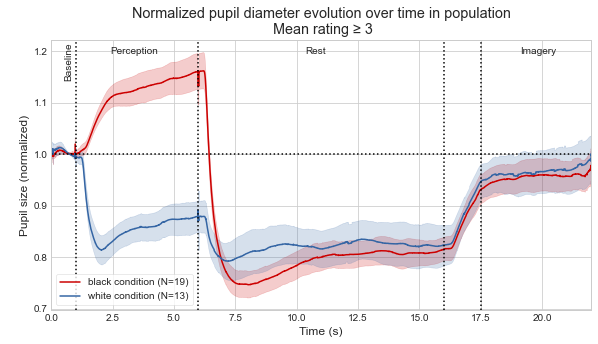 Normalized pupil diameter evolution over time in population
Mean rating ≥ 3
Baseline
Perception
Rest
Imagery
Pupil size (normalized)
1.2
1.1
1.0
0.9
0.8
0.7
black condition (N=19)
white condition (N=13)
0.0
2.5
5.0
7.5
10.0
12.5
15.0
17.5
20.0
Time (s)